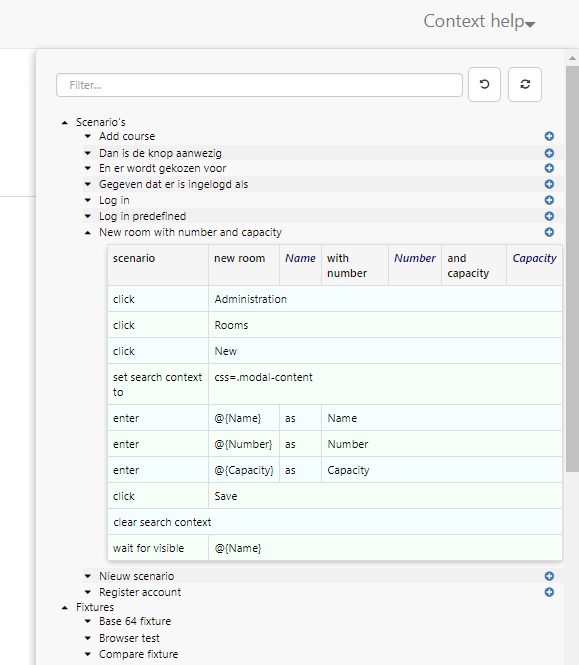 Context help
Filter...
Scenario's
Add course
Dan is de knop aanwezig
En er wordt gekozen voor
Gegeven dat er is ingelogd als
Log in
Log in predefined
New room with number and capacity
scenario new room Name with number Number and capacity Capacity
click Administration
click Rooms
click New
set search context to css=.modal-content
enter @{Name} as Name
enter @{Number} as Number
enter @{Capacity} as Capacity
click Save
clear search context
wait for visible @{Name}
Nieuw scenario
Register account
Fixtures
Base 64 fixture
Browser test
Compare fixture